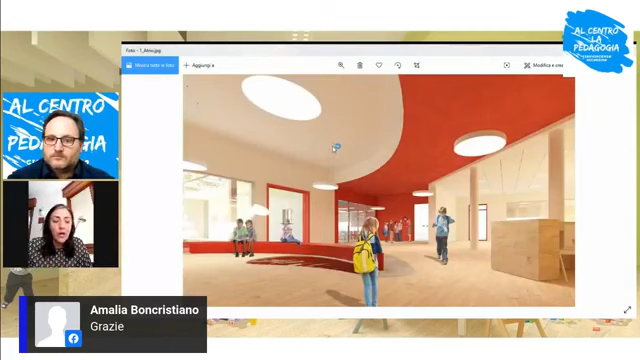 Foto - 1_Atrio.jpg
Mostra tutte le foto
Aggiungi a
Modifica e crea
AL CENTRO
LA
PEDAGOGIA
AL CENTRO
PEDAGOGIA
Amalia Boncristiano
Grazie